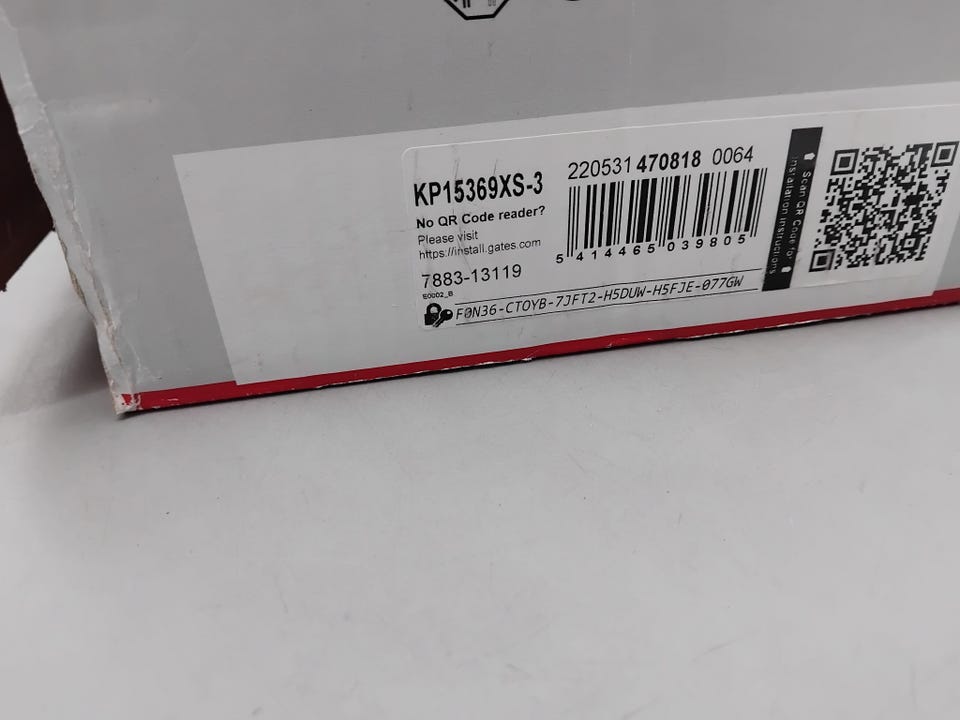 KP15369XS-3
No QR Code reader?
Please visit
https://install.gates.com
7883-13119
E0002_B
F0N36-CTOYB-7JFT2-H5DUW-H5FJE-077GW
220531 470818 0064
5 414465 039805
Scan QR Code for
installation instructions